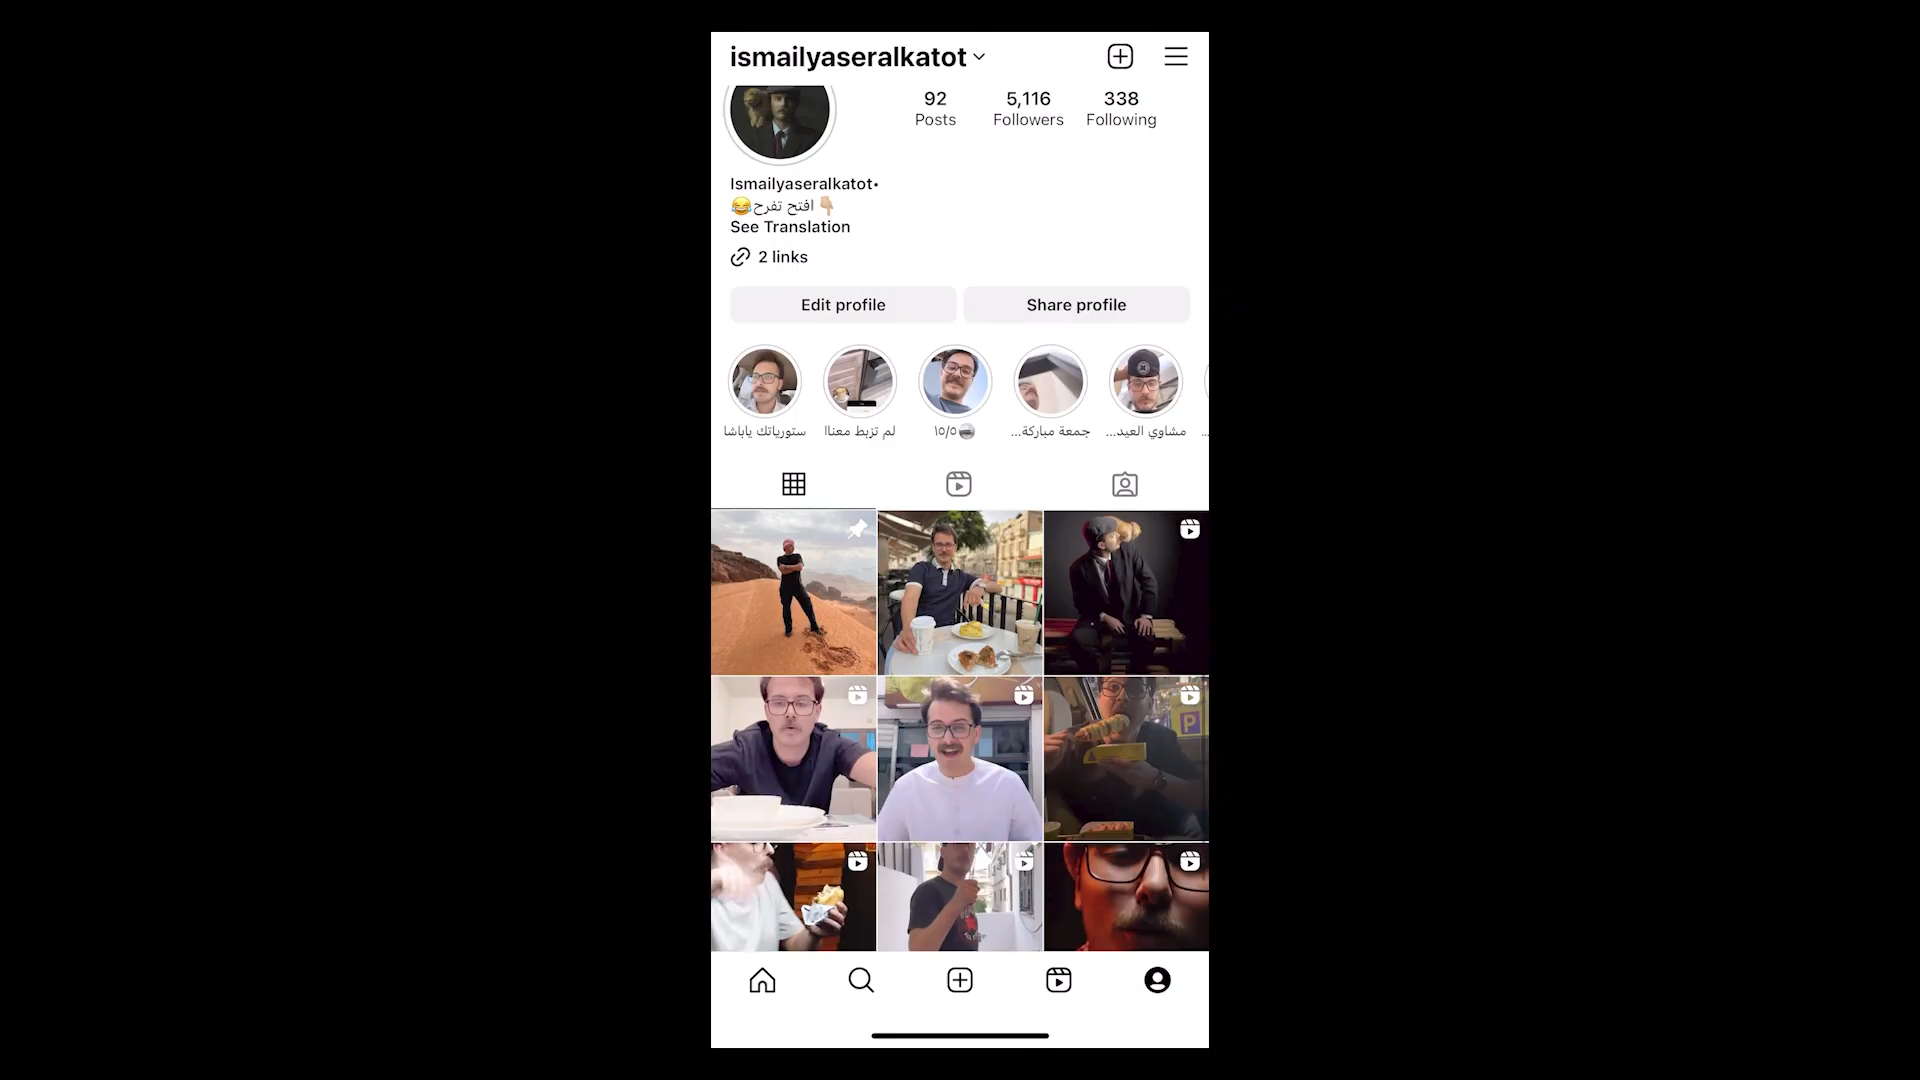 ismailyaseralkatot
92 5,116 338
Posts Followers Following
Ismailyaseralkatot•
👇🏼 افتح تفرح😂
See Translation
2 links
Edit profile Share profile
ستورياتك ياباشا
لم تزبط معناا
١٥/٥
جمعة مباركة...
مشاوي العيد...
P